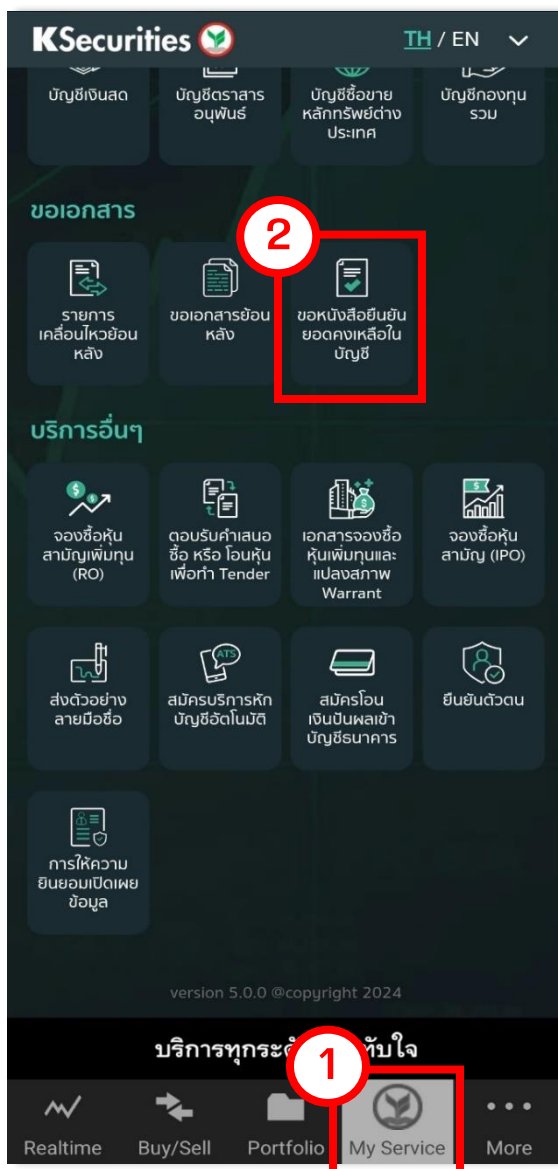 KSecurities
TH / EN
บัญชีเงินสด
บัญชีตราสาร
อนุพันธ์
บัญชีซื้อขาย
หลักทรัพย์ต่าง
ประเทศ
บัญชีกองทุน
รวม
ขอเอกสาร
2
รายการ
เคลื่อนไหวย้อน
หลัง
ขอเอกสารย้อน
หลัง
ขอหนังสือยืนยัน
ยอดคงเหลือใน
บัญชี
บริการอื่นๆ
จองซื้อหุ้น
สามัญเพิ่มทุน
(RO)
ตอบรับคำเสนอ
ซื้อ หรือ โอนหุ้น
เพื่อทำ Tender
เอกสารจองซื้อ
หุ้นเพิ่มทุนและ
แปลงสภาพ
Warrant
จองซื้อหุ้น
สามัญ (IPO)
ส่งตัวอย่าง
ลายมือชื่อ
ATS
สมัครบริการหัก
บัญชีอัตโนมัติ
สมัครโอน
เงินปันผลเข้า
บัญชีธนาคาร
ยืนยันตัวตน
การให้ความ
ยินยอมเปิดเผย
ข้อมูล
version 5.0.0 @copyright 2024
บริการทุกระดับ ทับใจ
1
Realtime
Buy/Sell
Portfolio
My Service
More